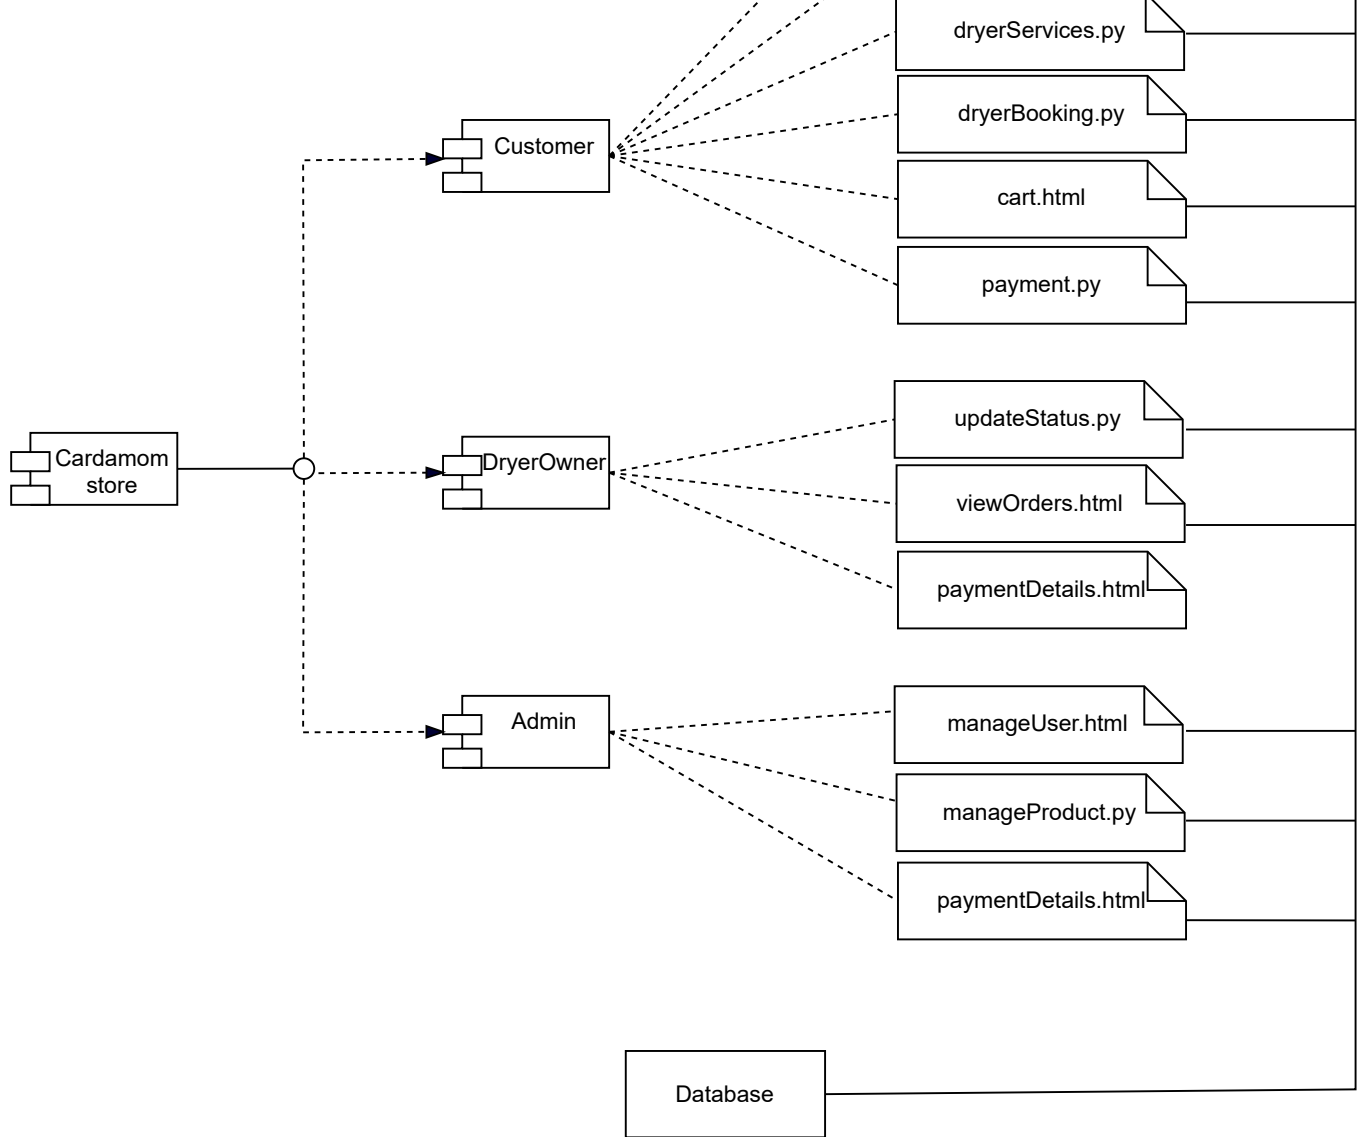 dryerServices.py
dryerBooking.py
Customer
cart.html
payment.py
updateStatus.py
Cardamom
store
DryerOwner
viewOrders.html
paymentDetails.html
Admin
manageUser.html
manageProduct.py
paymentDetails.html
Database